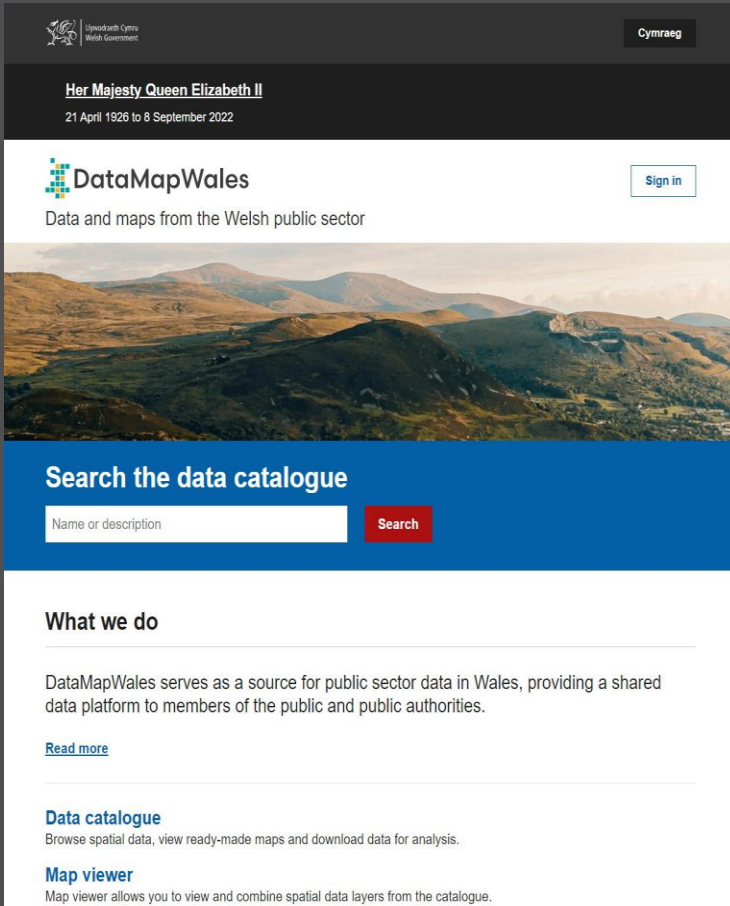 Llywodraeth Cymru
Welsh Government
Cymraeg
Her Majesty Queen Elizabeth II
21 April 1926 to 8 September 2022
DataMapWales
Sign in
Data and maps from the Welsh public sector
Search the data catalogue
Name or description
Search
What we do
DataMapWales serves as a source for public sector data in Wales, providing a shared
data platform to members of the public and public authorities.
Read more
Data catalogue
Browse spatial data, view ready-made maps and download data for analysis.
Map viewer
Map viewer allows you to view and combine spatial data layers from the catalogue.